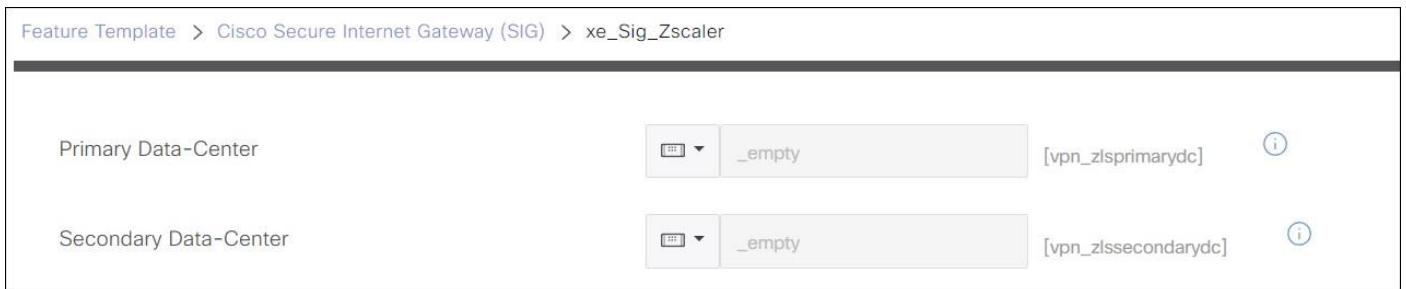 Feature Template > Cisco Secure Internet Gateway (SIG) > xe_Sig_Zscaler
Primary Data-Center _empty [vpn_zlsprimarydc]
Secondary Data-Center _empty [vpn_zlssecondarydc]